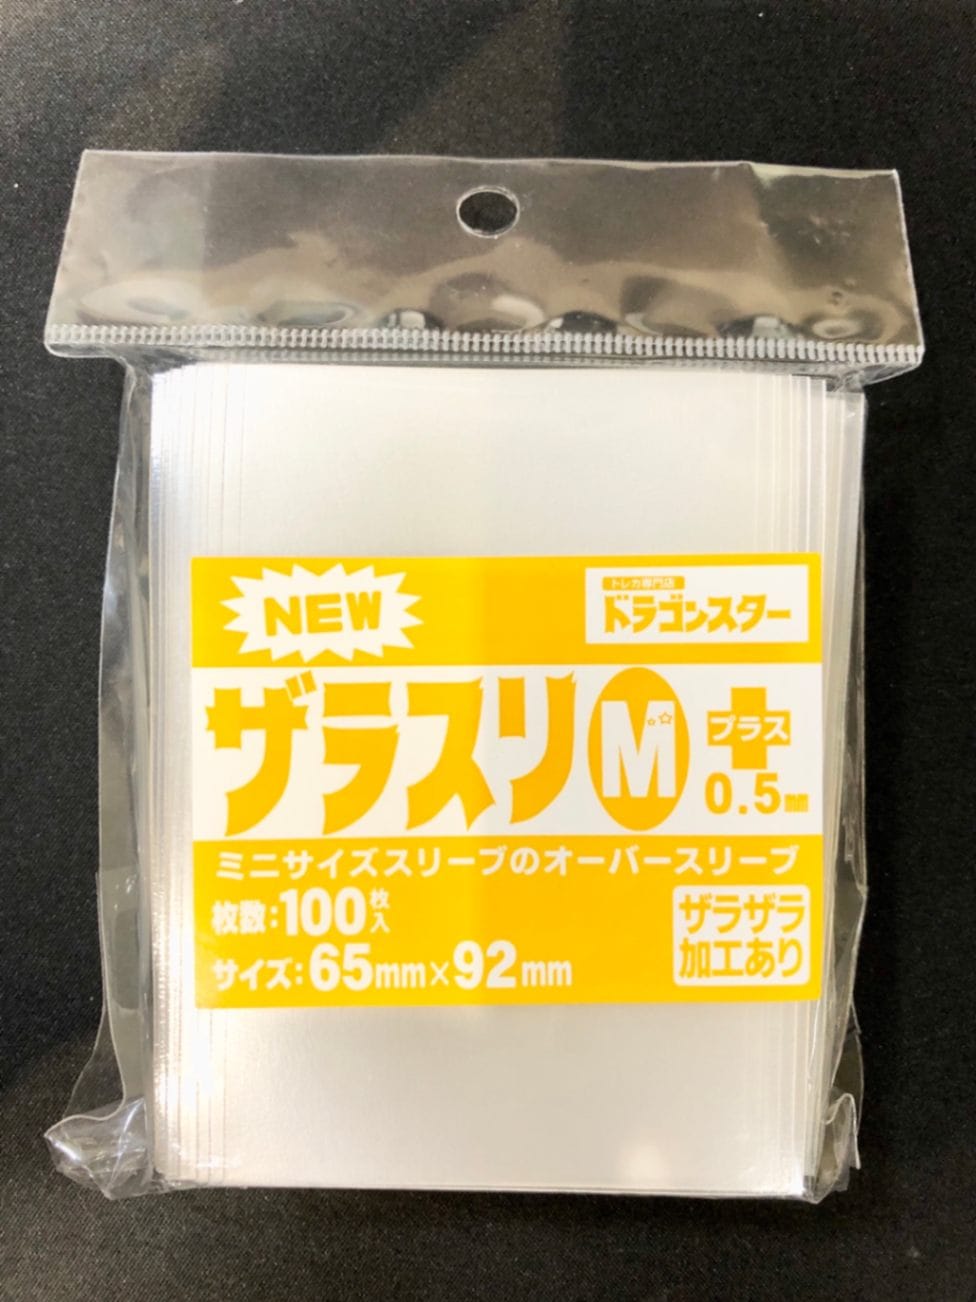 NEW
トレカ専門店
ドラゴンスター
ザラスリ M プラス
0.5mm
ミニサイズスリーブのオーバースリーブ
枚数:100枚入
サイズ:65mm×92mm
ザラザラ
加工あり